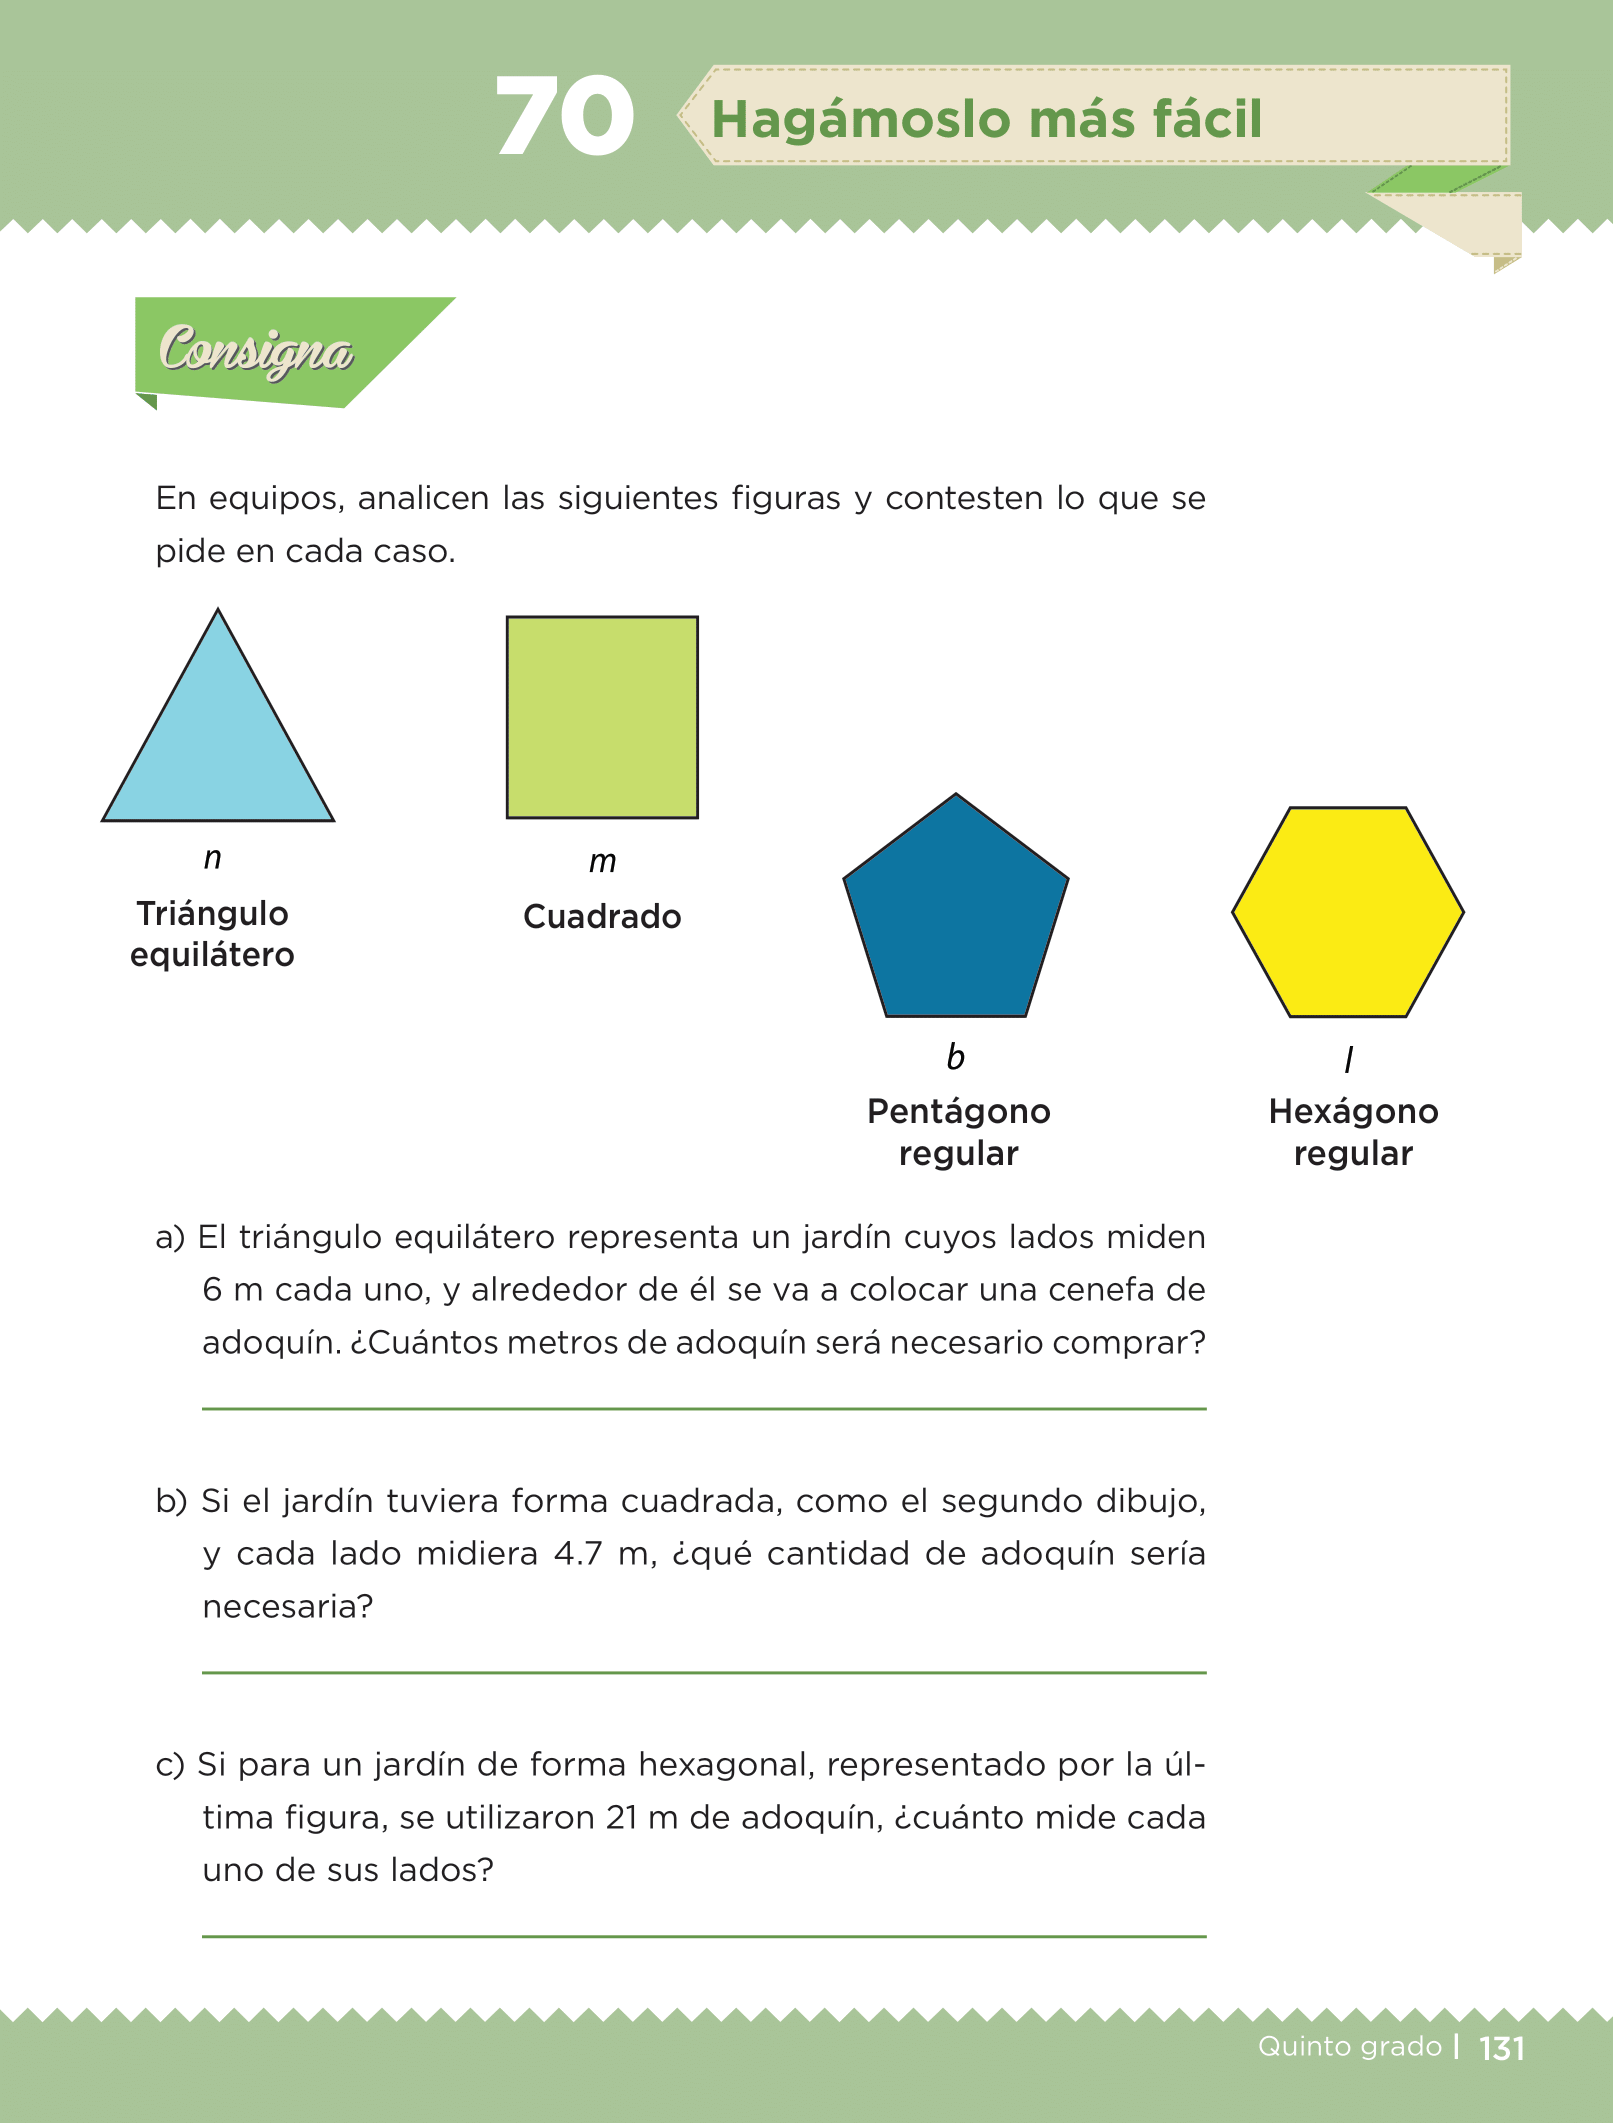 70
Hagámoslo más fácil
Consigna
En equipos, analicen las siguientes figuras y contesten lo que se
pide en cada caso.
n
Triángulo
equilátero
m
Cuadrado
b
Pentágono
regular
l
Hexágono
regular
a) El triángulo equilátero representa un jardín cuyos lados miden
6 m cada uno, y alrededor de él se va a colocar una cenefa de
adoquín. ¿Cuántos metros de adoquín será necesario comprar?
b) Si el jardín tuviera forma cuadrada, como el segundo dibujo,
y cada lado midiera 4.7 m, ¿qué cantidad de adoquín sería
necesaria?
c) Si para un jardín de forma hexagonal, representado por la úl-
tima figura, se utilizaron 21 m de adoquín, ¿cuánto mide cada
uno de sus lados?
Quinto grado | 131